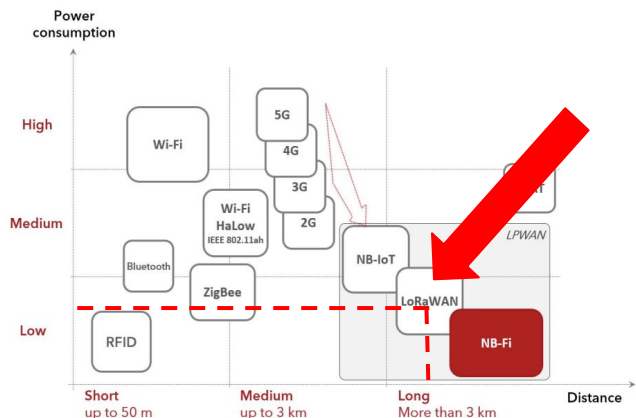 Power
consumption
High
Medium
Low
Wi-Fi
5G
4G
3G
2G
Wi-Fi
HaLow
IEEE 802.11ah
Bluetooth
ZigBee
RFID
LPWAN
NB-IoT
LoRaWAN
NB-Fi
Short
up to 50 m
Medium
up to 3 km
Long
More than 3 km
Distance